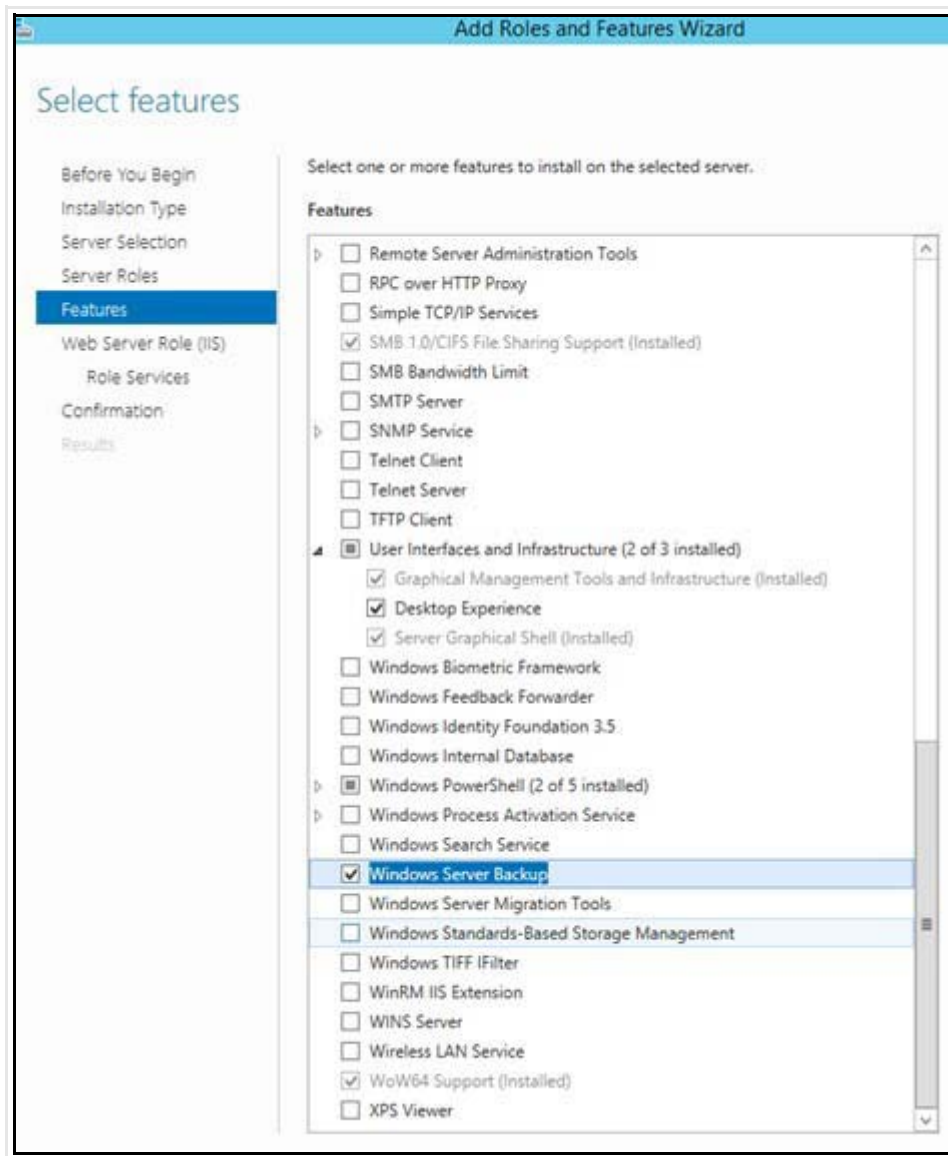 Add Roles and Features Wizard
Select features
Before You Begin
Installation Type
Server Selection
Server Roles
Features
Web Server Role (IIS)
Role Services
Confirmation
Results
Select one or more features to install on the selected server.
Features
Remote Server Administration Tools
RPC over HTTP Proxy
Simple TCP/IP Services
SMB 1.0/CIFS File Sharing Support (Installed)
SMB Bandwidth Limit
SMTP Server
SNMP Service
Telnet Client
Telnet Server
TFTP Client
User Interfaces and Infrastructure (2 of 3 installed)
Graphical Management Tools and Infrastructure (Installed)
Desktop Experience
Server Graphical Shell (Installed)
Windows Biometric Framework
Windows Feedback Forwarder
Windows Identity Foundation 3.5
Windows Internal Database
Windows PowerShell (2 of 5 installed)
Windows Process Activation Service
Windows Search Service
Windows Server Backup
Windows Server Migration Tools
Windows Standards-Based Storage Management
Windows TIFF IFilter
WinRM IIS Extension
WINS Server
Wireless LAN Service
WoW64 Support (Installed)
XPS Viewer